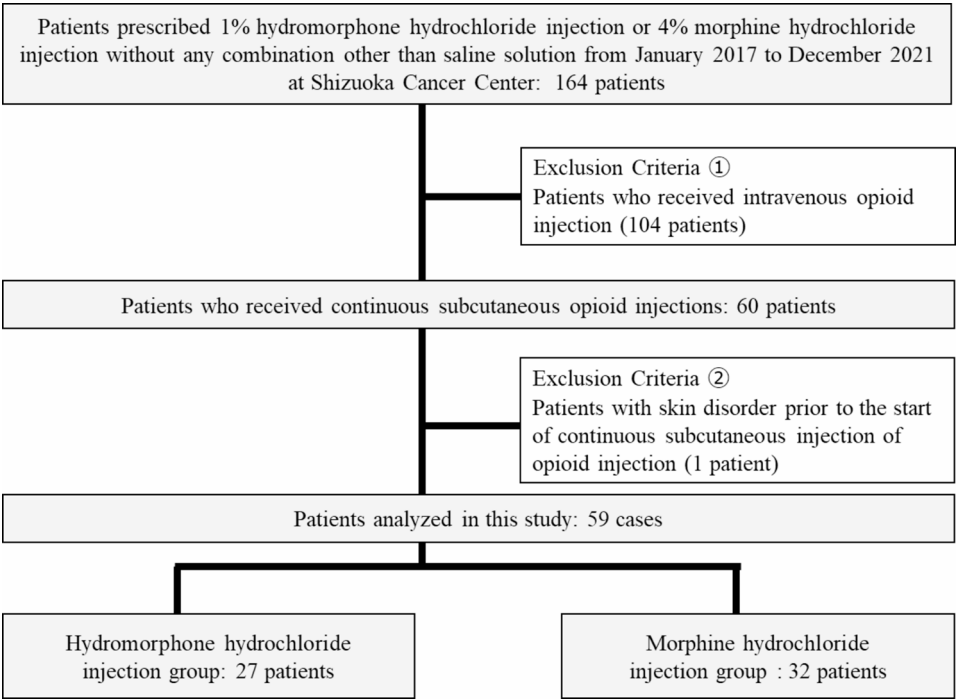 Patients prescribed 1% hydromorphone hydrochloride injection or 4% morphine hydrochloride
injection without any combination other than saline solution from January 2017 to December 2021
at Shizuoka Cancer Center: 164 patients
Exclusion Criteria ①
Patients who received intravenous opioid
injection (104 patients)
Patients who received continuous subcutaneous opioid injections: 60 patients
Exclusion Criteria ②
Patients with skin disorder prior to the start
of continuous subcutaneous injection of
opioid injection (1 patient)
Patients analyzed in this study: 59 cases
Hydromorphone hydrochloride
injection group: 27 patients
Morphine hydrochloride
injection group : 32 patients